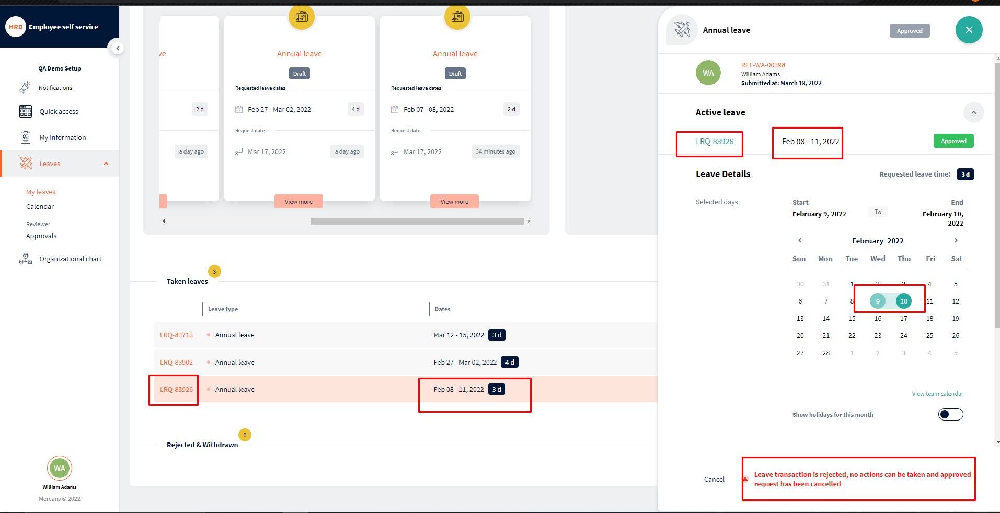 HRB Employee self service
QA Demo Setup
Notifications
Quick access
My Information
Leaves
My leaves
Calendar
Reviewer
Approvals
Organizational chart
WA
William Adams
Mercans © 2022
ve
2 d
a day ago
Annual leave
Draft
Requested leave dates
Feb 27 - Mar 02, 2022 4 d
Request date
Mar 17, 2022 a day ago
View more
Annual leave
Draft
Requested leave dates
Feb 07 - 08, 2022 2 d
Request date
Mar 17, 2022 34 minutes ago
View more
Taken leaves 3
Leave type Dates
LRQ-83713 Annual leave Mar 12 - 15, 2022 3 d
LRQ-83902 Annual leave Feb 27 - Mar 02, 2022 4 d
LRQ-83926 Annual leave Feb 08 - 11, 2022 3 d
Rejected & Withdrawn 0
Annual leave Approved
WA
REF-WA-00398
William Adams
Submitted at: March 18, 2022
Active leave
LRQ-83926 Feb 08 - 11, 2022 Approved
Leave Details Requested leave time: 3 d
Selected days
Start To End
February 9, 2022 February 10,
2022
February 2022
Sun Mon Tue Wed Thu Fri Sat
30 31 1 2 3 4 5
6 7 8 9 10 11 12
13 14 15 16 17 18 19
20 21 22 23 24 25 26
27 28 1 2 3 4 5
View team calendar
Show holidays for this month
Cancel
Leave transaction is rejected, no actions can be taken and approved
request has been cancelled